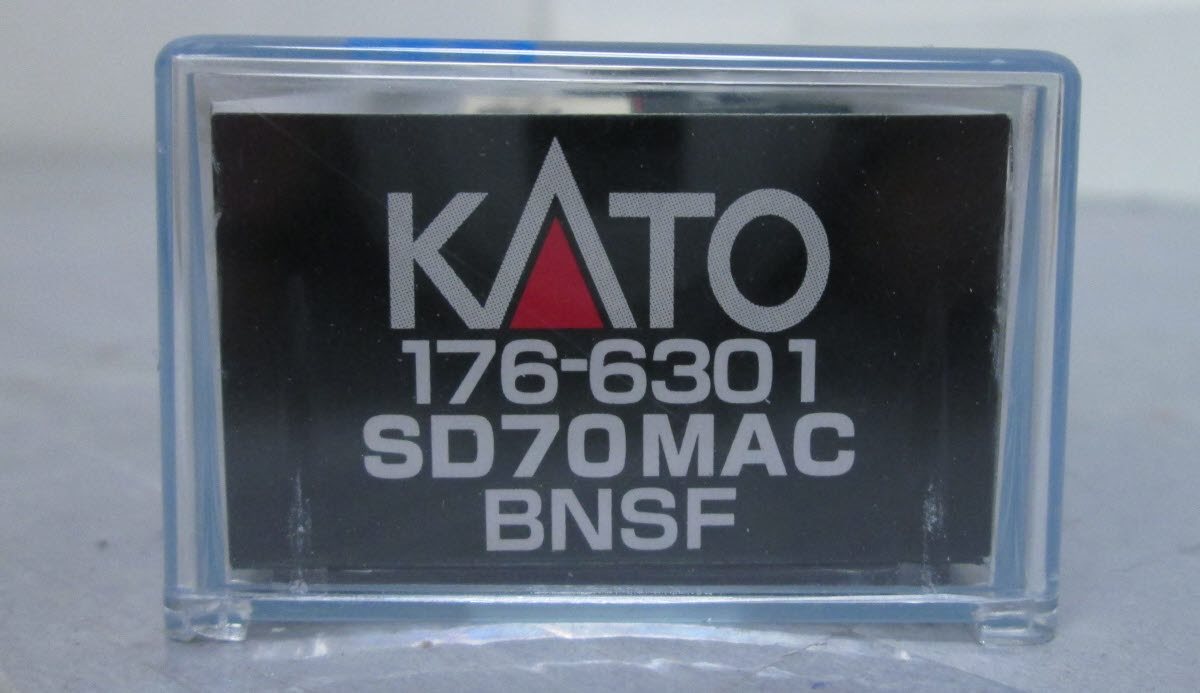 KATO
176-6301
SD70MAC
BNSF